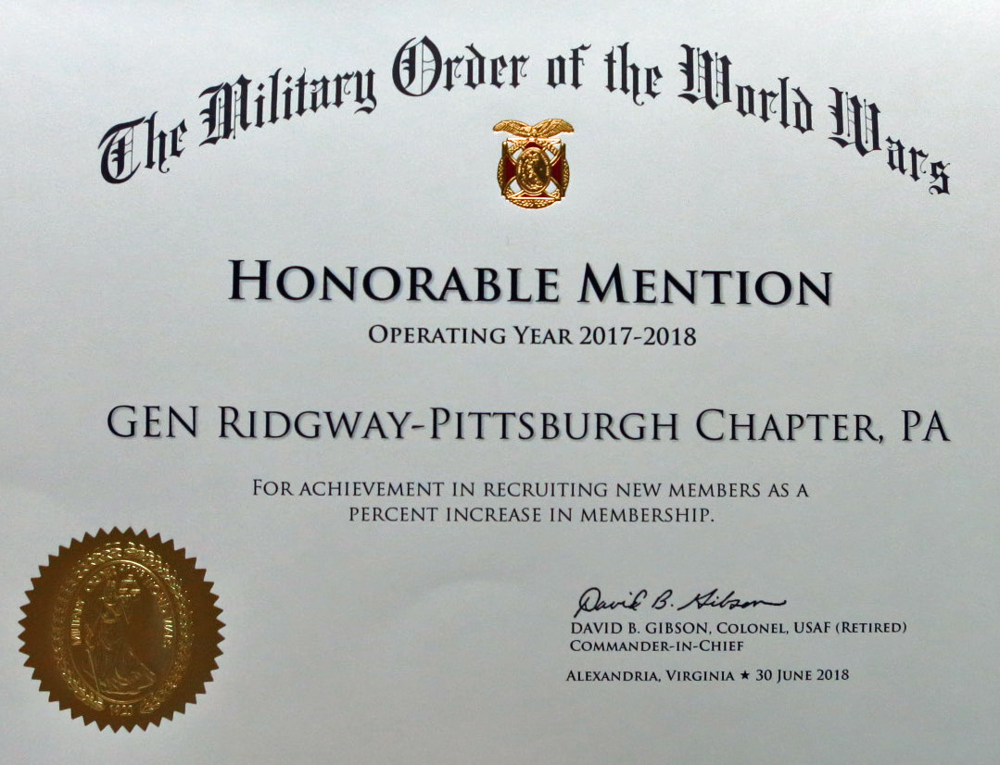 The Military Order of the World Wars
HONORABLE MENTION
OPERATING YEAR 2017-2018
GEN RIDGWAY-PITTSBURGH CHAPTER, PA
FOR ACHIEVEMENT IN RECRUITING NEW MEMBERS AS A
PERCENT INCREASE IN MEMBERSHIP.
David B. Gibson
DAVID B. GIBSON, COLONEL, USAF (RETIRED)
COMMANDER-IN-CHIEF
ALEXANDRIA, VIRGINIA ★ 30 JUNE 2018